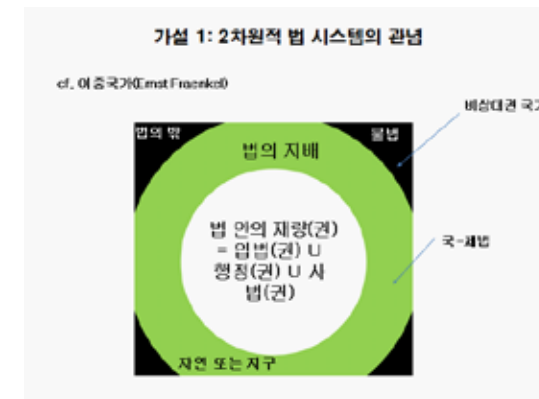 가설 1: 2차원적 법 시스템의 관념
cf. 이중국가(Ernst Fraenkel)
비상대권 국가
법의 밖
불법
법의 지배
법 안의 재량(권)
= 입법(권) U
행정(권) U 사
법(권)
국-제법
자연 또는 지구